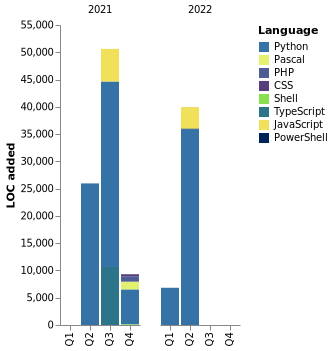 2021
2022
55,000
50,000
45,000
40,000
35,000
30,000
25,000
20,000
15,000
10,000
5,000
0
LOC added
Q1
Q2
Q3
Q4
Q1
Q2
Q3
Q4
Language
Python
Pascal
PHP
CSS
Shell
TypeScript
JavaScript
PowerShell